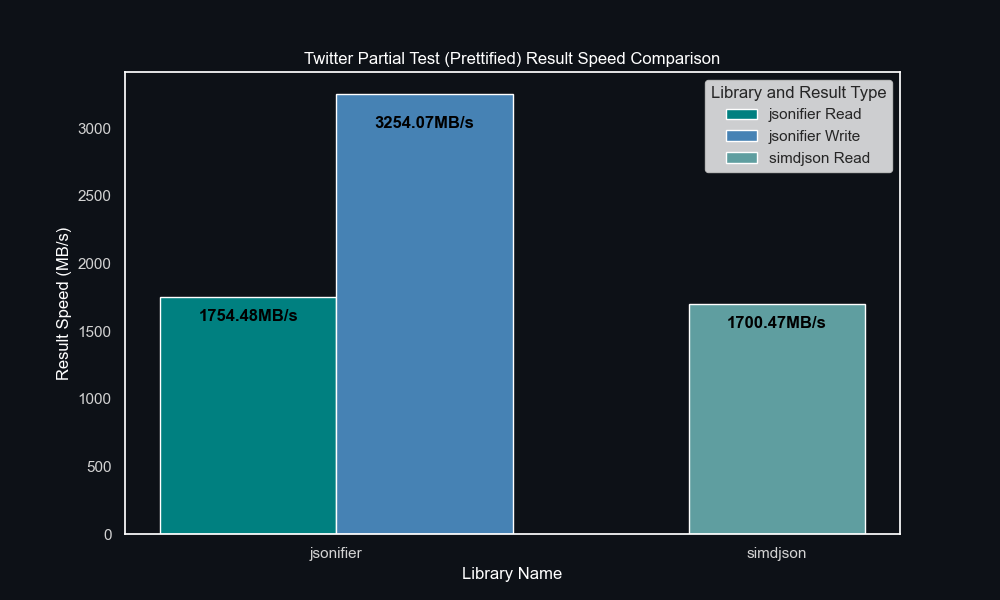 Twitter Partial Test (Prettified) Result Speed Comparison
Library and Result Type
jsonifier Read
jsonifier Write
simdjson Read
3254.07MB/s
1754.48MB/s
1700.47MB/s
Result Speed (MB/s)
3000
2500
2000
1500
1000
500
0
jsonifier
simdjson
Library Name